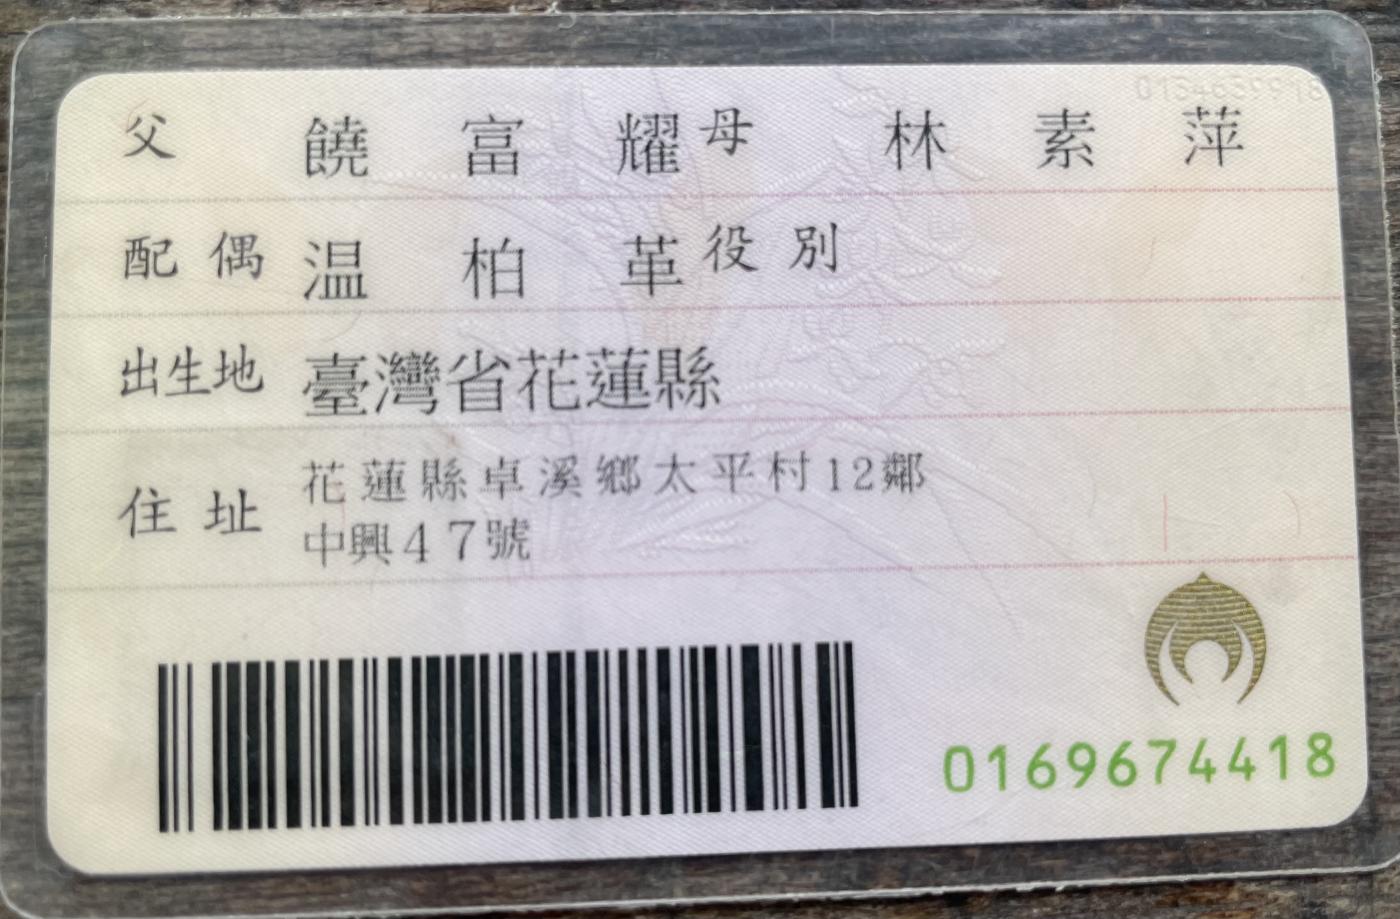 父 饒富耀 母 林素萍
配偶 温柏革 役別
出生地 臺灣省花蓮縣
住址 花蓮縣卓溪鄉太平村12鄰
中興47號
0169674418